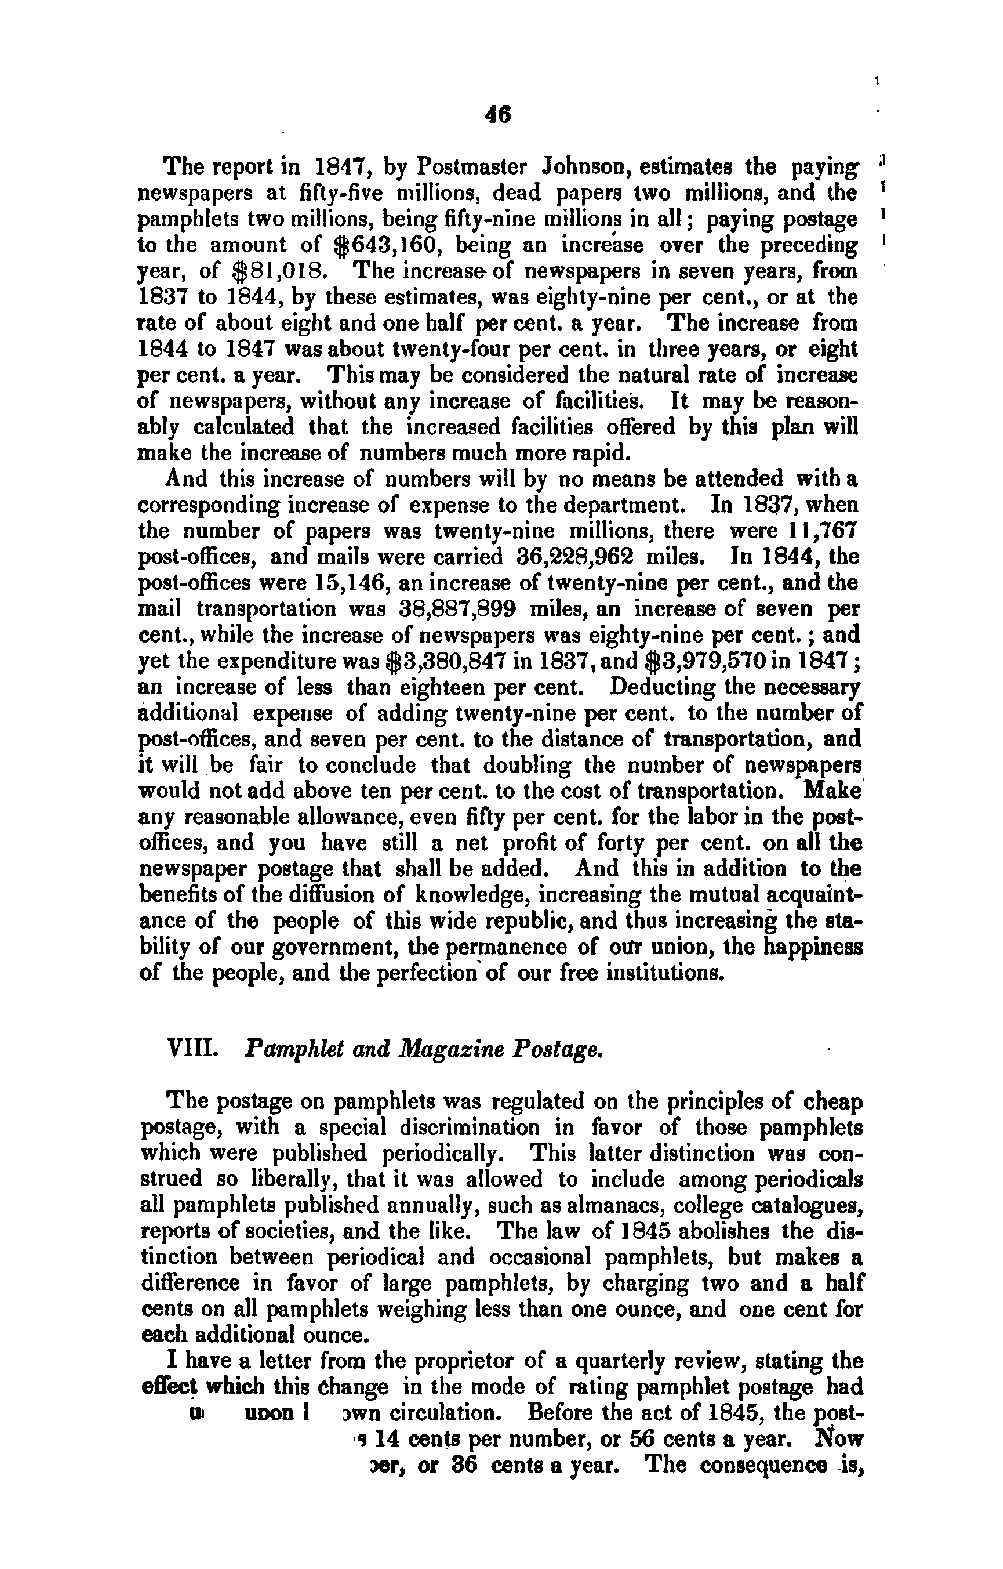 46
The report in 1847, by Postmaster Johnson, estimates the paying
newspapers at fifty-five millions, dead papers two millions, and the
pamphlets two millions, being fifty-nine millions in all; paying postage
to the amount of $643,160, being an increase over the preceding
year, of $81,018. The increase of newspapers in seven years, from
1837 to 1844, by these estimates, was eighty-nine per cent., or at the
rate of about eight and one half per cent. a year. The increase from
1844 to 1847 was about twenty-four per cent. in three years, or eight
per cent. a year. This may be considered the natural rate of increase
of newspapers, without any increase of facilities. It may be reason-
ably calculated that the increased facilities offered by this plan will
make the increase of numbers much more rapid.
And this increase of numbers will by no means be attended with a
corresponding increase of expense to the department. In 1837, when
the number of papers was twenty-nine millions, there were 11,767
post-offices, and mails were carried 36,228,962 miles. In 1844, the
post-offices were 15,146, an increase of twenty-nine per cent., and the
mail transportation was 38,887,899 miles, an increase of seven per
cent., while the increase of newspapers was eighty-nine per cent.; and
yet the expenditure was $3,380,847 in 1837, and $3,979,570 in 1847;
an increase of less than eighteen per cent. Deducting the necessary
additional expense of adding twenty-nine per cent. to the number of
post-offices, and seven per cent. to the distance of transportation, and
it will be fair to conclude that doubling the number of newspapers
would not add above ten per cent. to the cost of transportation. Make
any reasonable allowance, even fifty per cent. for the labor in the post-
offices, and you have still a net profit of forty per cent. on all the
newspaper postage that shall be added. And this in addition to the
benefits of the diffusion of knowledge, increasing the mutual acquaint-
ance of the people of this wide republic, and thus increasing the sta-
bility of our government, the permanence of our union, the happiness
of the people, and the perfection of our free institutions.
VIII. Pamphlet and Magazine Postage.
The postage on pamphlets was regulated on the principles of cheap
postage, with a special discrimination in favor of those pamphlets
which were published periodically. This latter distinction was con-
strued so liberally, that it was allowed to include among periodicals
all pamphlets published annually, such as almanacs, college catalogues,
reports of societies, and the like. The law of 1845 abolishes the dis-
tinction between periodical and occasional pamphlets, but makes a
difference in favor of large pamphlets, by charging two and a half
cents on all pamphlets weighing less than one ounce, and one cent for
each additional ounce.
I have a letter from the proprietor of a quarterly review, stating the
effect which this change in the mode of rating pamphlet postage had
upon own circulation. Before the act of 1845, the post-
14 cents per number, or 56 cents a year. Now
or 36 cents a year. The consequence is,